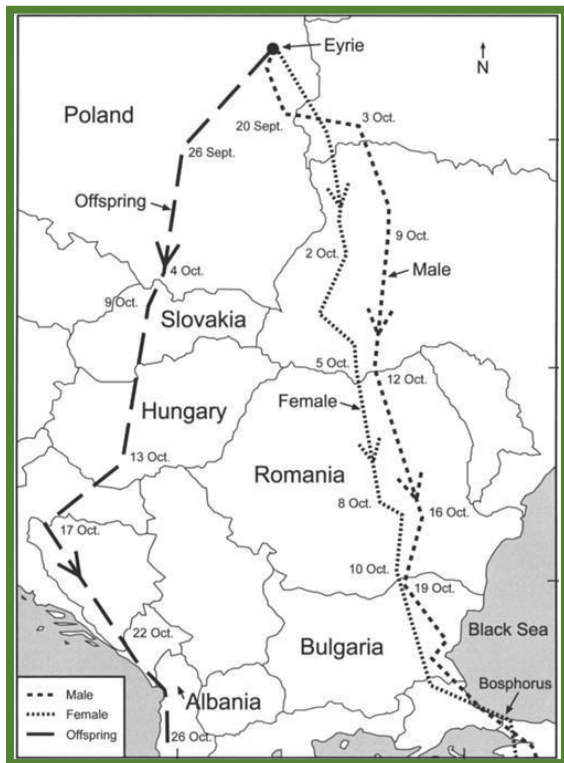 Eyrie
N
Poland
3 Oct.
20 Sept.
26 Sept.
Offspring
9 Oct.
2 Oct.
4 Oct.
Male
9 Oct.
Slovakia
5 Oct.
12 Oct.
Female
Hungary
13 Oct.
Romania
8 Oct.
16 Oct.
17 Oct.
10 Oct.
19 Oct.
22 Oct.
Black Sea
Bulgaria
Bosphorus
Albania
Male
Female
Offspring
26 Oct.